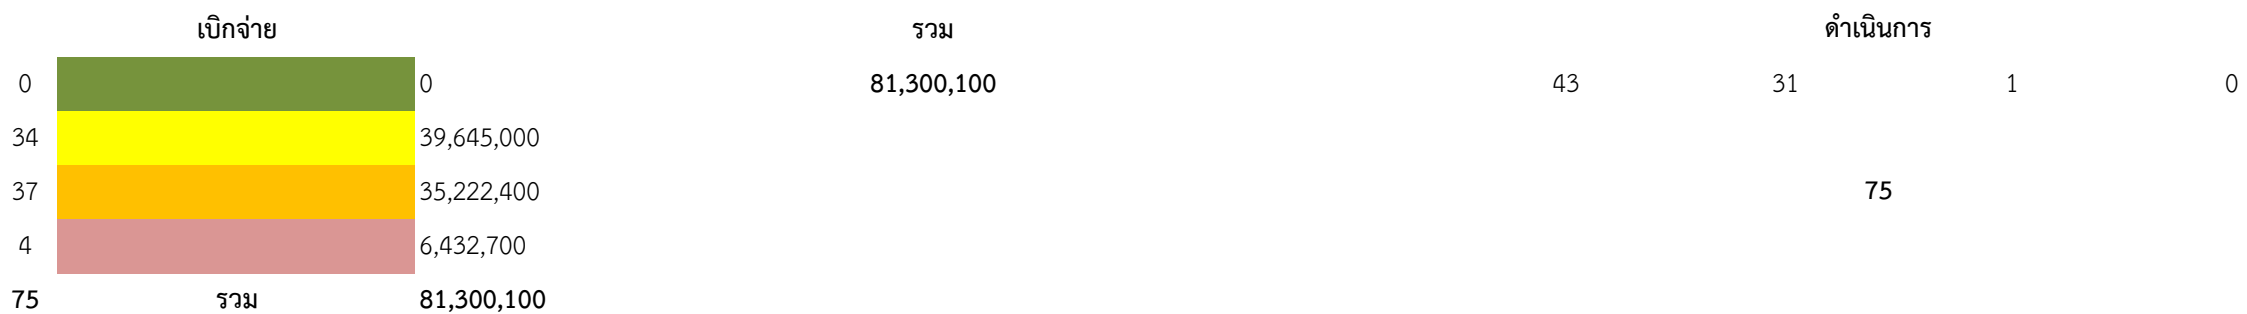 เบิกจ่าย รวม ดำเนินการ
0 0 81,300,100 43 31 1 0
34 39,645,000
37 35,222,400 75
4 6,432,700
75 รวม 81,300,100